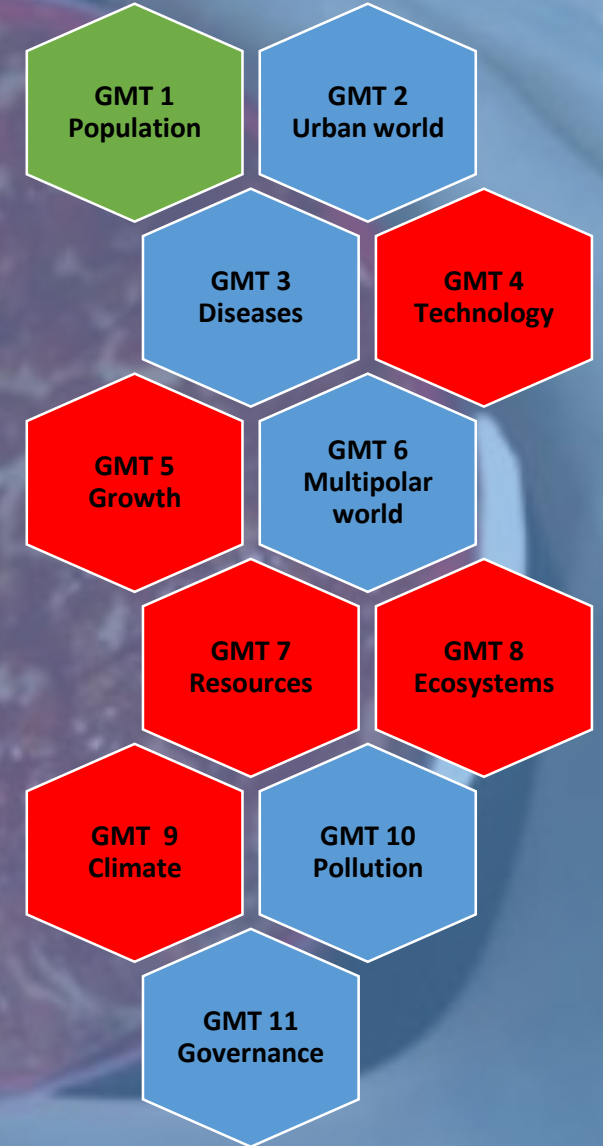 GMT 1
Population
GMT 2
Urban world
GMT 3
Diseases
GMT 4
Technology
GMT 5
Growth
GMT 6
Multipolar
world
GMT 7
Resources
GMT 8
Ecosystems
GMT  9
Climate
GMT 10
Pollution
GMT 11
Governance